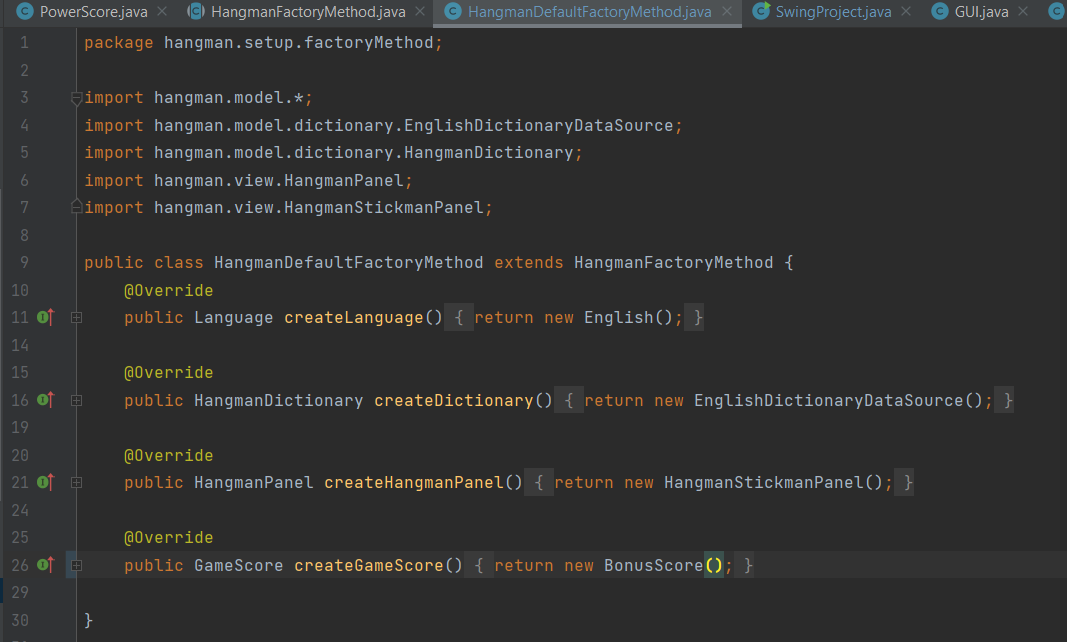 PowerScore.java HangmanFactoryMethod.java HangmanDefaultFactoryMethod.java SwingProject.java GUI.java
1 package hangman.setup.factoryMethod;
2
3 import hangman.model.*;
4 import hangman.model.dictionary.EnglishDictionaryDataSource;
5 import hangman.model.dictionary.HangmanDictionary;
6 import hangman.view.HangmanPanel;
7 import hangman.view.HangmanStickmanPanel;
8
9 public class HangmanDefaultFactoryMethod extends HangmanFactoryMethod {
10 @Override
11 public Language createLanguage() { return new English(); }
14
15 @Override
16 public HangmanDictionary createDictionary() { return new EnglishDictionaryDataSource(); }
19
20 @Override
21 public HangmanPanel createHangmanPanel() { return new HangmanStickmanPanel(); }
24
25 @Override
26 public GameScore createGameScore() { return new BonusScore(); }
29
30 }